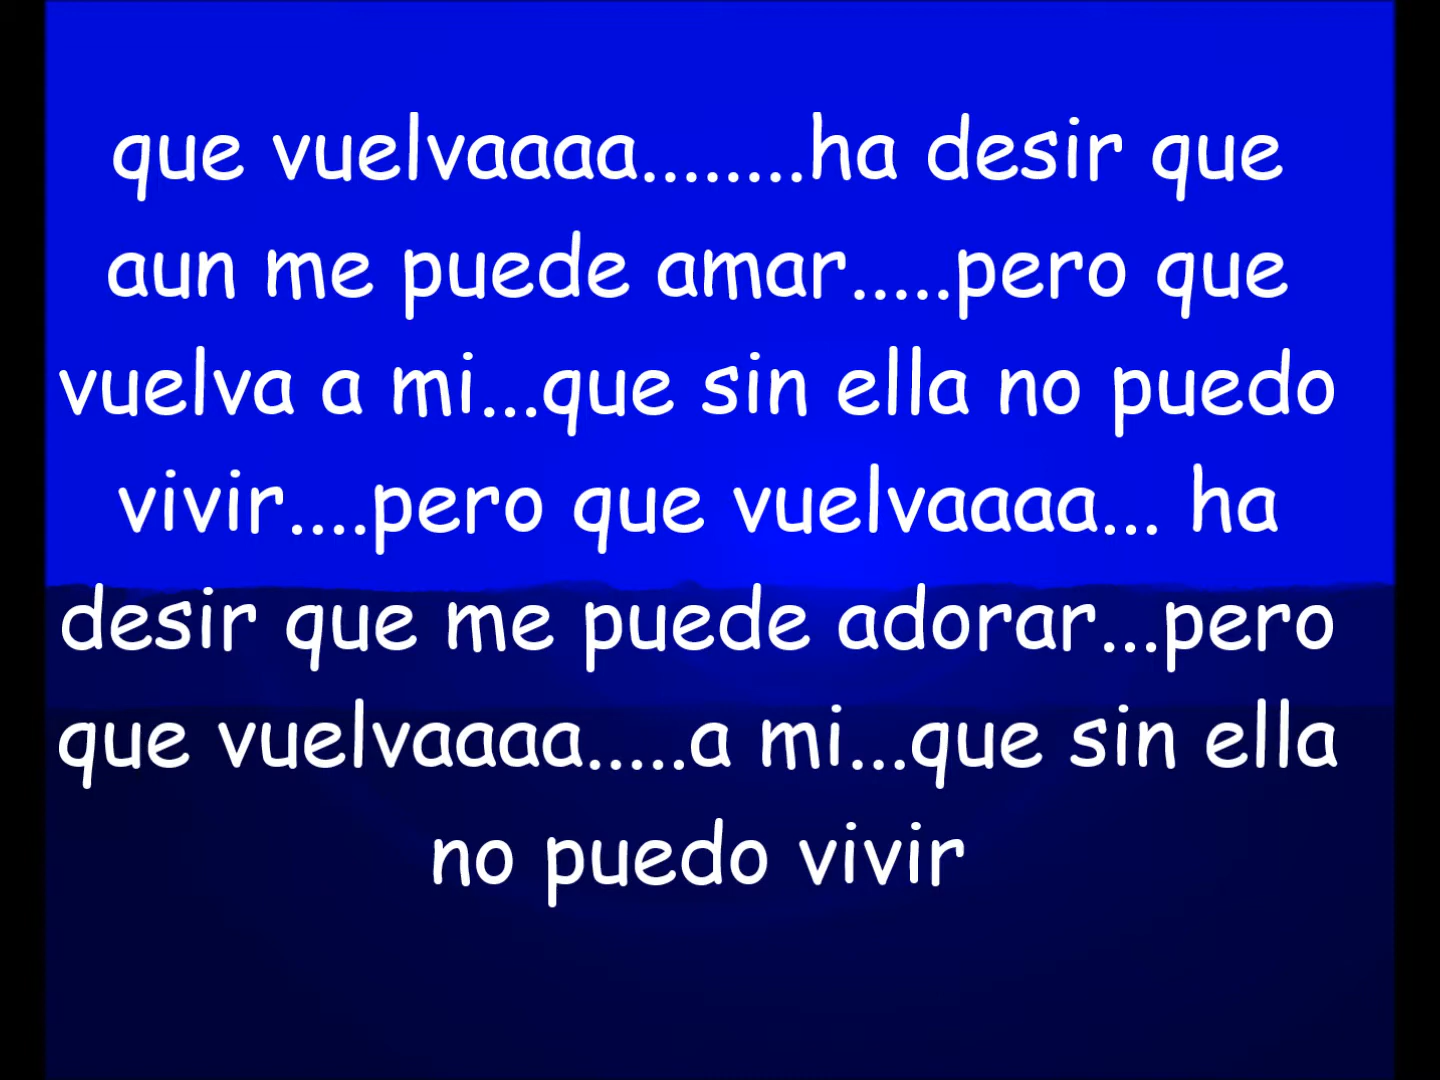 que vuelvaaaa........ha desir que
aun me puede amar.....pero que
vuelva a mi...que sin ella no puedo
vivir....pero que vuelvaaaa... ha
desir que me puede adorar...pero
que vuelvaaaa.....a mi...que sin ella
no puedo vivir